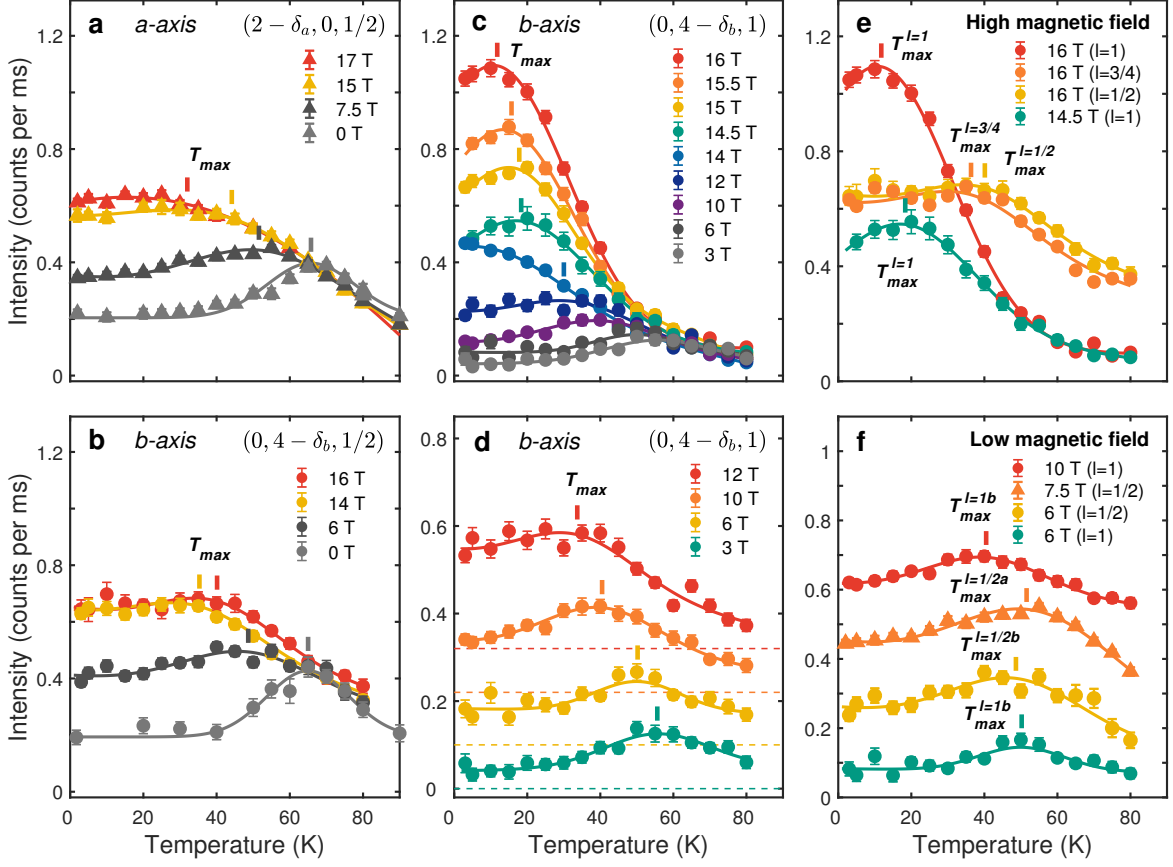 a
a-axis
(2 − δa, 0, 1/2)
17 T
15 T
7.5 T
0 T
Tmax
1.2
0.8
0.4
0
Intensity (counts per ms)
c
b-axis
(0, 4 − δb, 1)
Tmax
16 T
15.5 T
15 T
14.5 T
14 T
12 T
10 T
6 T
3 T
1.2
0.8
0.4
0
e
High magnetic field
16 T (l=1)
16 T (l=3/4)
16 T (l=1/2)
14.5 T (l=1)
Tmax^l=1
Tmax^l=3/4
Tmax^l=1/2
Tmax^l=1
1.2
0.8
0.4
0
b
b-axis
(0, 4 − δb, 1/2)
16 T
14 T
6 T
0 T
Tmax
1.2
0.8
0.4
0
Intensity (counts per ms)
0 20 40 60 80
Temperature (K)
d
b-axis
(0, 4 − δb, 1)
12 T
10 T
6 T
3 T
Tmax
0.8
0.6
0.4
0.2
0
0 20 40 60 80
Temperature (K)
f
Low magnetic field
10 T (l=1)
7.5 T (l=1/2)
6 T (l=1/2)
6 T (l=1)
Tmax^l=1b
Tmax^l=1/2a
Tmax^l=1/2b
Tmax^l=1b
1
0.8
0.6
0.4
0.2
0
0 20 40 60 80
Temperature (K)